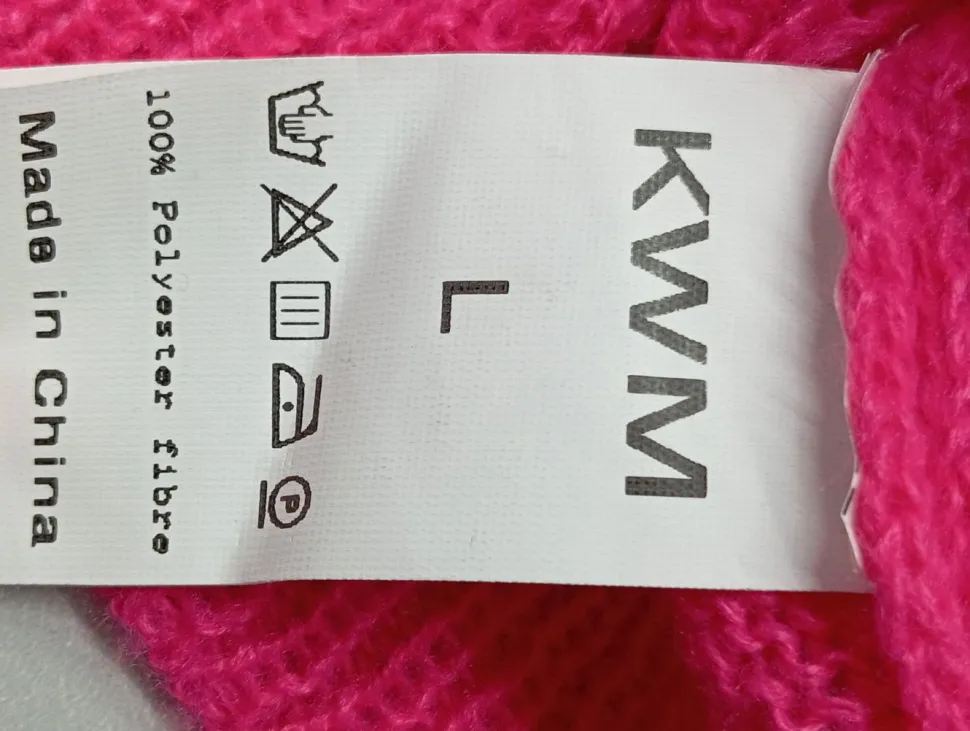 KWM
L
P
100% Polyester fibre
Made in China